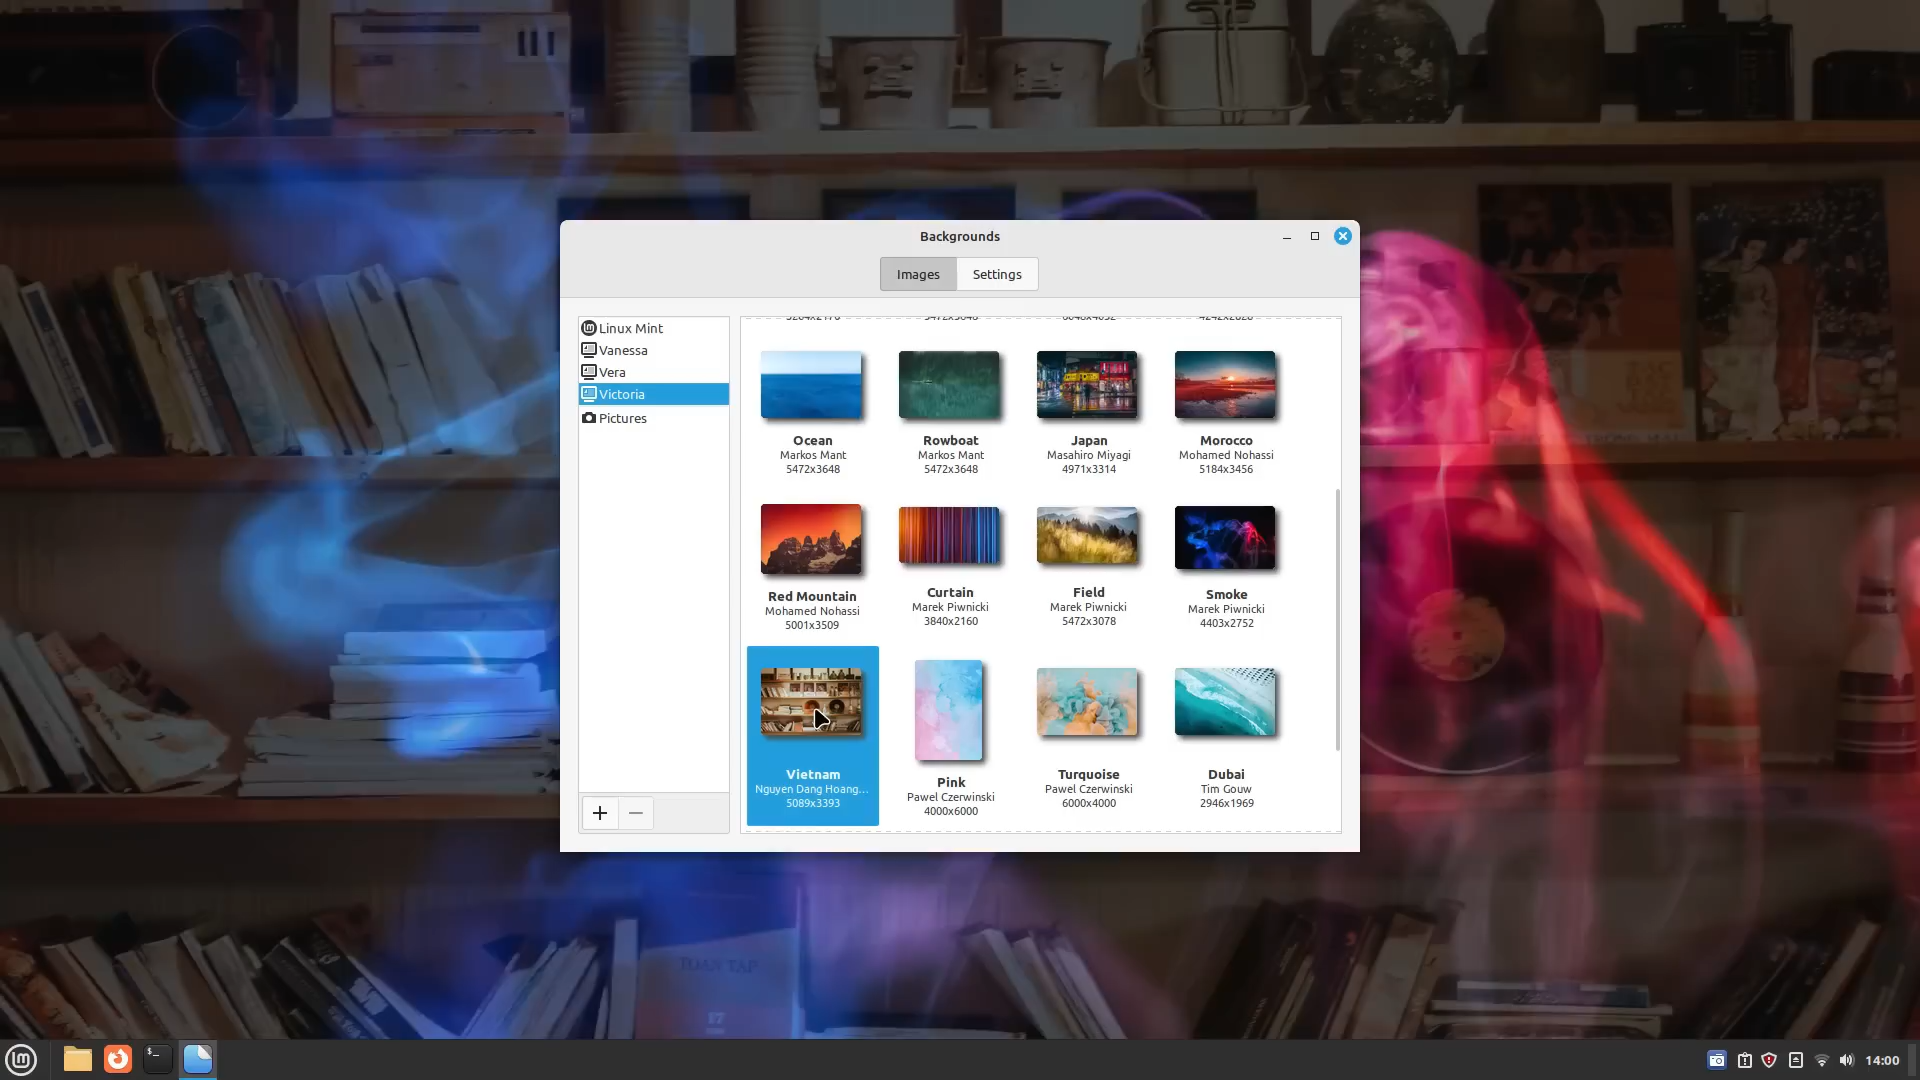 Backgrounds
Images
Settings
Linux Mint
Vanessa
Vera
Victoria
Pictures
Ocean
Markos Mant
5472x3648
Rowboat
Markos Mant
5472x3648
Japan
Masahiro Miyagi
4971x3314
Morocco
Mohamed Nohassi
5184x3456
Red Mountain
Mohamed Nohassi
5001x3509
Curtain
Marek Piwnicki
3840x2160
Field
Marek Piwnicki
5472x3078
Smoke
Marek Piwnicki
4403x2752
Vietnam
Nguyen Dang Hoang...
5089x3393
Pink
Pawel Czerwinski
4000x6000
Turquoise
Pawel Czerwinski
6000x4000
Dubai
Tim Gouw
2946x1969
TOAN TAP
14:00